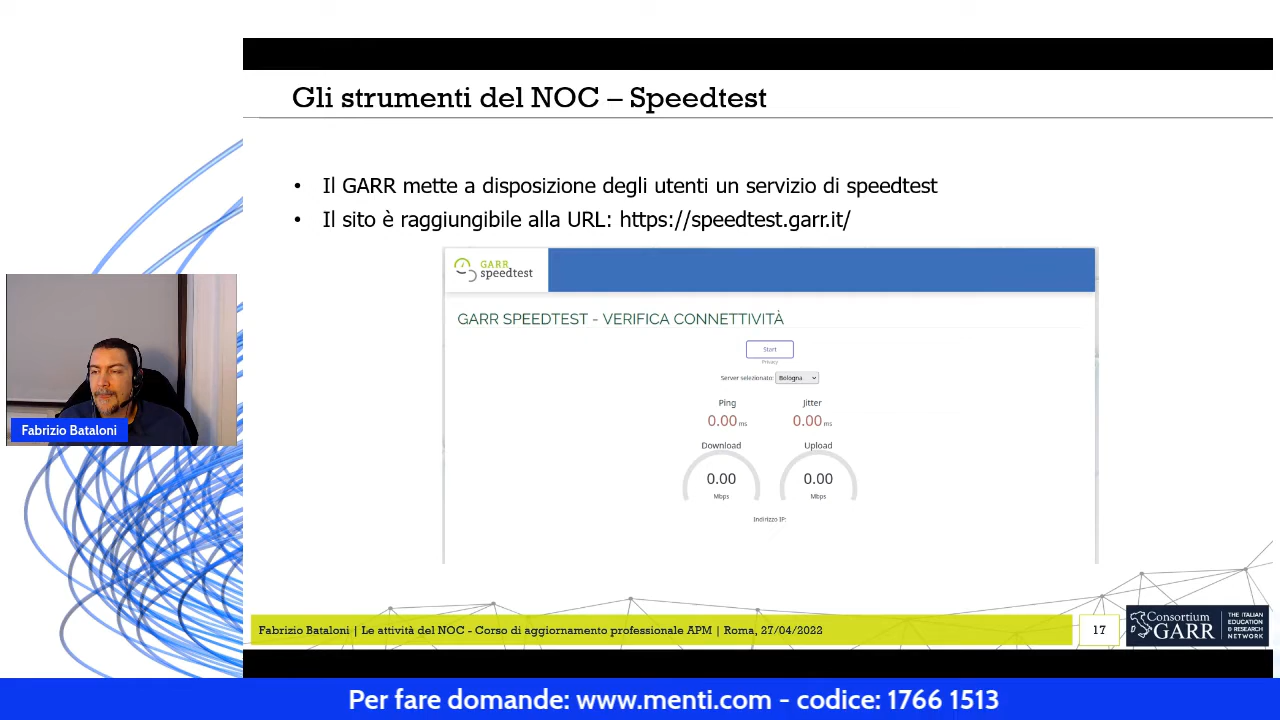 Gli strumenti del NOC – Speedtest
• Il GARR mette a disposizione degli utenti un servizio di speedtest
• Il sito è raggiungibile alla URL: https://speedtest.garr.it/
GARR
speedtest
GARR SPEEDTEST - VERIFICA CONNETTIVITÀ
Start
Privacy
Server selezionato: Bologna
Ping Jitter
0.00 ms 0.00 ms
Download Upload
0.00 0.00
Mbps Mbps
Indirizzo IP:
Fabrizio Bataloni
Fabrizio Bataloni | Le attività del NOC - Corso di aggiornamento professionale APM | Roma, 27/04/2022
17
Consortium
GARR
THE ITALIAN
EDUCATION
& RESEARCH
NETWORK
Per fare domande: www.menti.com - codice: 1766 1513